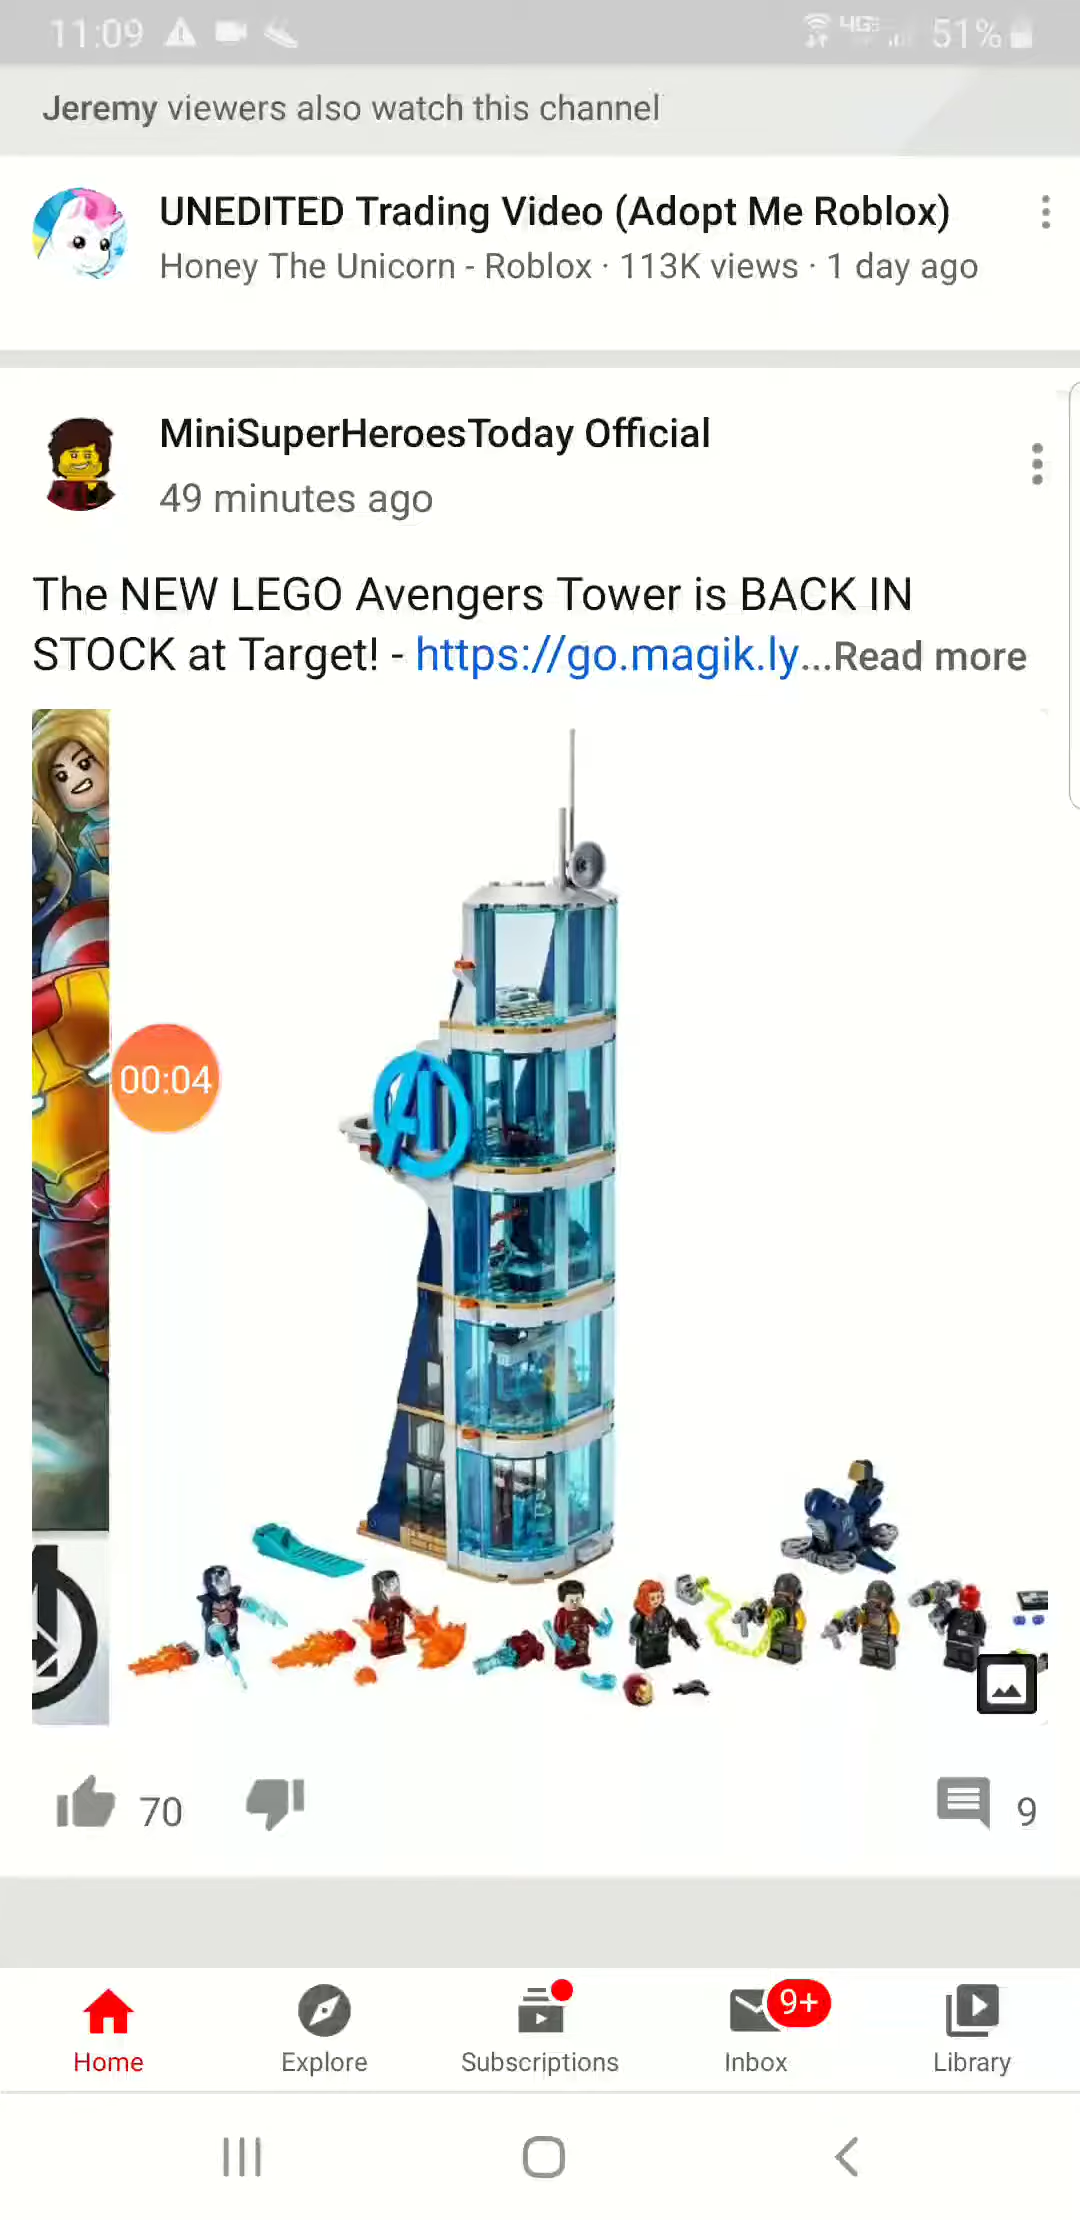 11:09
4GE 51%
Jeremy viewers also watch this channel
UNEDITED Trading Video (Adopt Me Roblox)
Honey The Unicorn - Roblox · 113K views · 1 day ago
MiniSuperHeroesToday Official
49 minutes ago
The NEW LEGO Avengers Tower is BACK IN
STOCK at Target! - https://go.magik.ly...Read more
00:04
70
9
9+
Home
Explore
Subscriptions
Inbox
Library